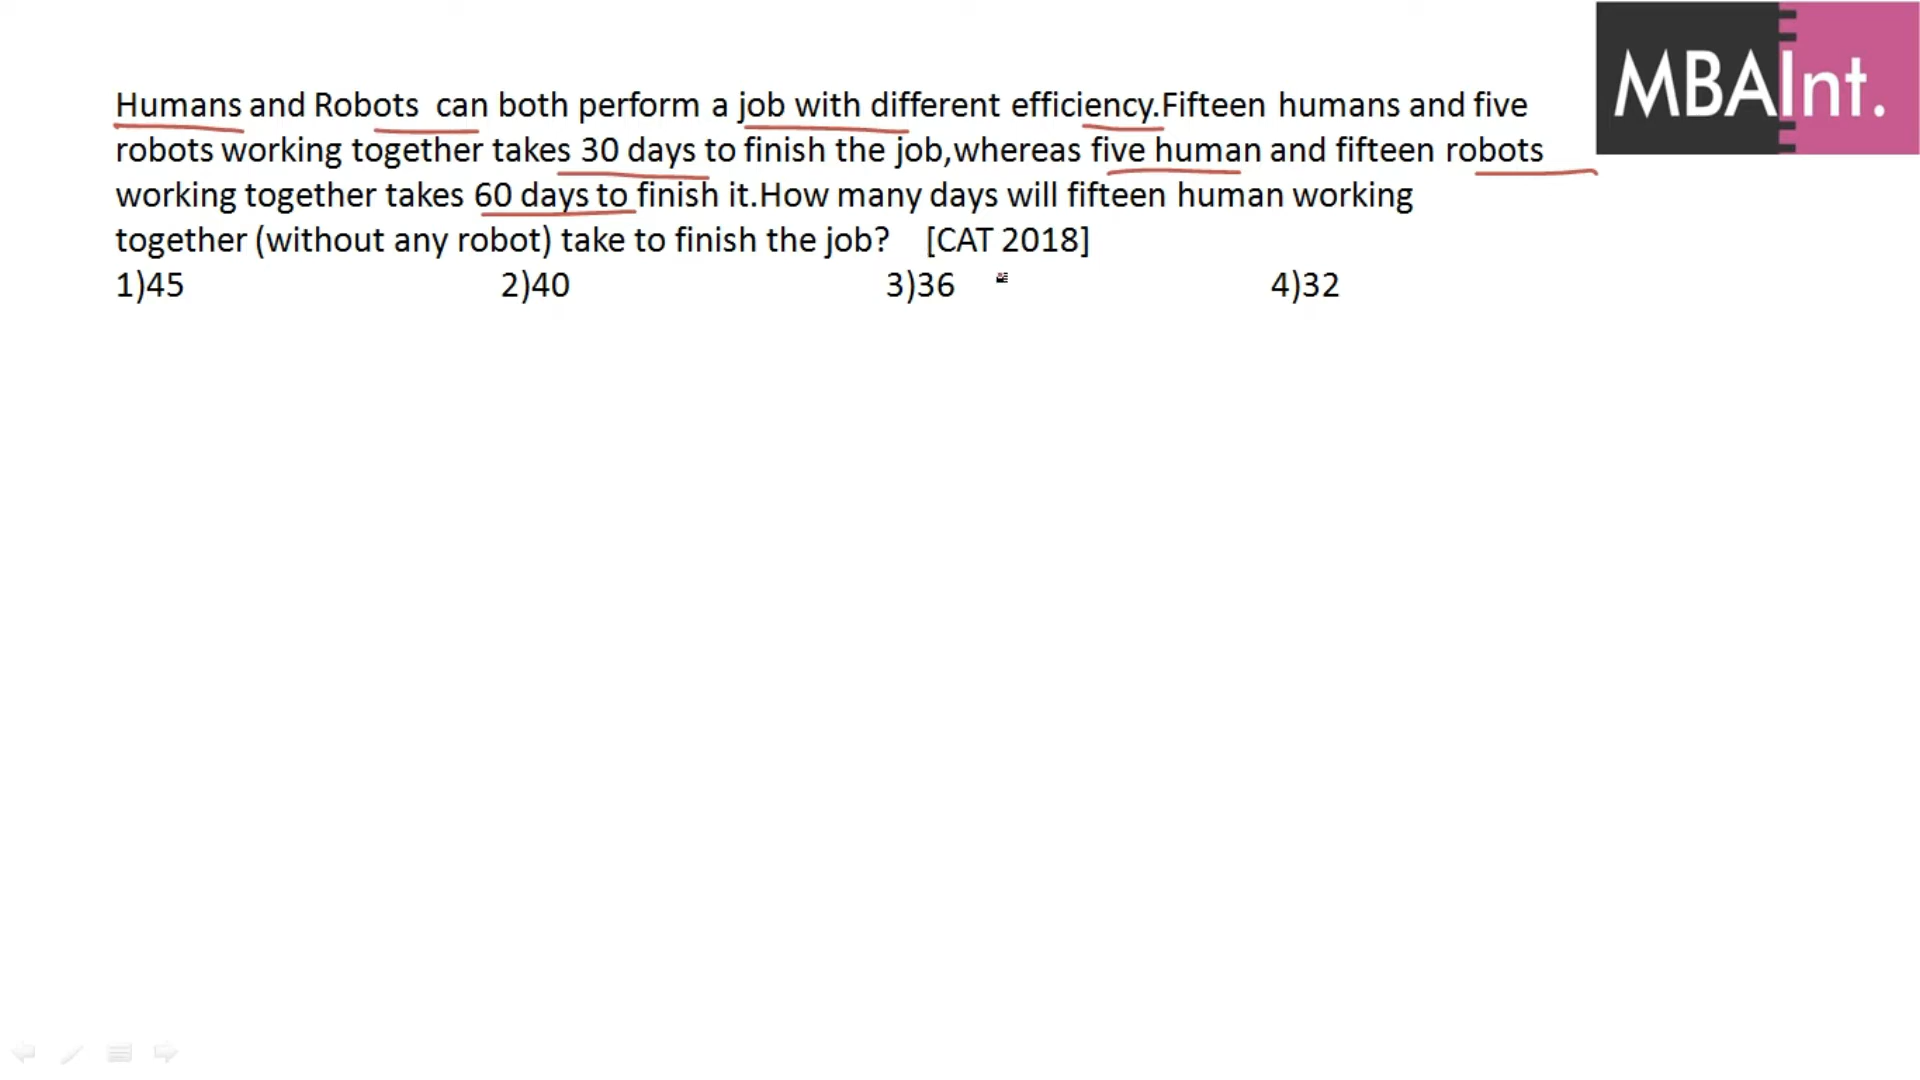 MBAInt.
Humans and Robots can both perform a job with different efficiency.Fifteen humans and five
robots working together takes 30 days to finish the job,whereas five human and fifteen robots
working together takes 60 days to finish it.How many days will fifteen human working
together (without any robot) take to finish the job? [CAT 2018]
1)45 2)40 3)36 4)32